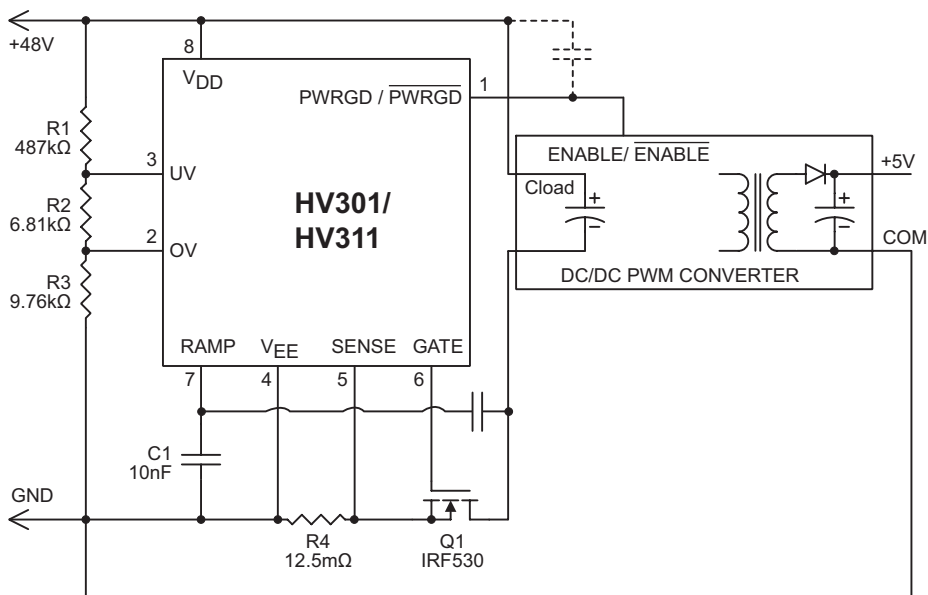 +48V
8
VDD
PWRGD / PWRGD
1
R1
487kΩ
3
UV
R2
6.81kΩ
2
OV
R3
9.76kΩ
HV301/
HV311
ENABLE/ ENABLE
Cload
+
−
+
−
+5V
COM
DC/DC PWM CONVERTER
RAMP
VEE
SENSE
GATE
7
4
5
6
C1
10nF
GND
R4
12.5mΩ
Q1
IRF530